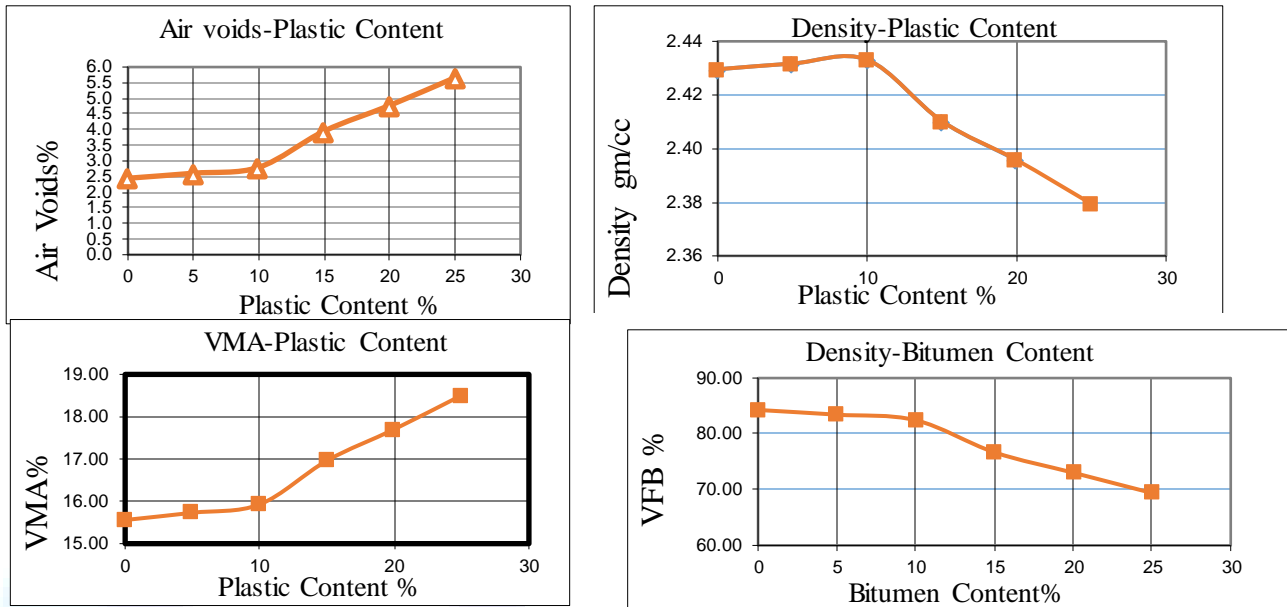 Air voids-Plastic Content
6.0
5.5
5.0
4.5
4.0
3.5
3.0
2.5
2.0
1.5
1.0
0.5
0.0
Air Voids%
0 5 10 15 20 25 30
Plastic Content %
Density-Plastic Content
2.44
2.42
2.40
2.38
2.36
Density gm/cc
0 10 20 30
Plastic Content %
VMA-Plastic Content
19.00
18.00
17.00
16.00
15.00
VMA%
0 10 20 30
Plastic Content %
Density-Bitumen Content
90.00
80.00
70.00
60.00
VFB %
0 5 10 15 20 25 30
Bitumen Content%